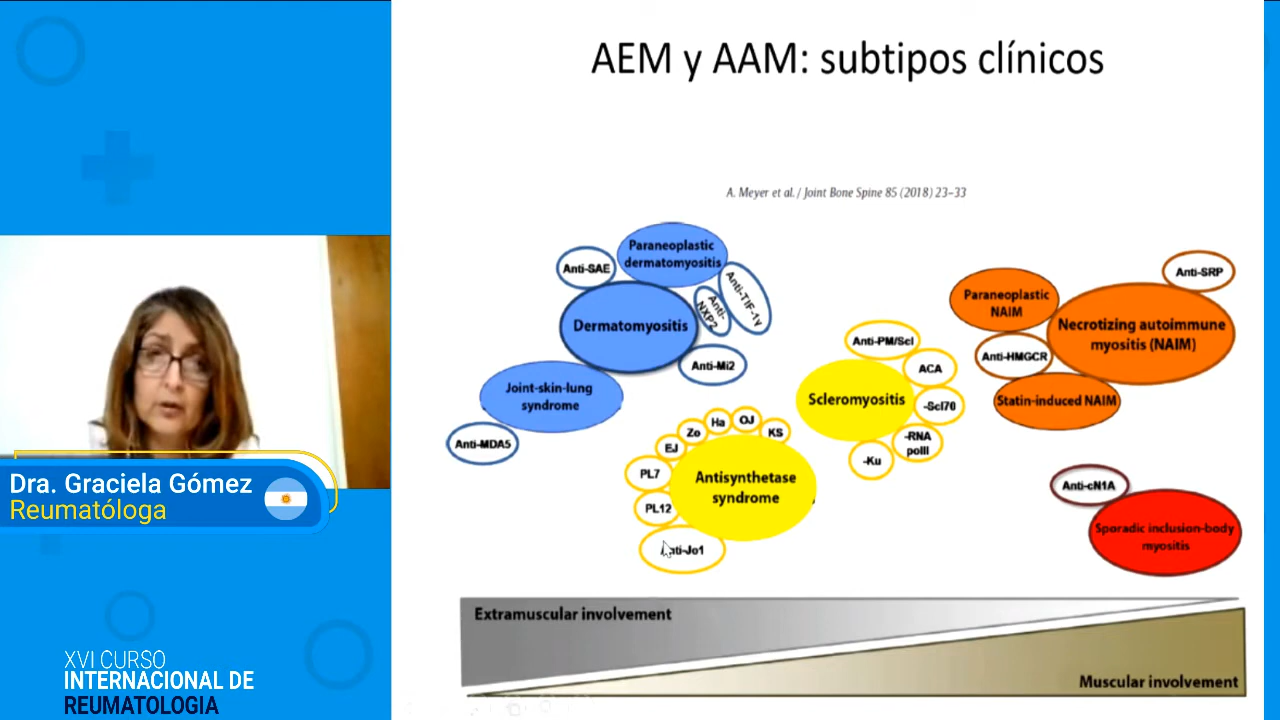 AEM y AAM: subtipos clínicos
A. Meyer et al. / Joint Bone Spine 85 (2018) 23–33
Paraneoplastic
dermatomyositis
Anti-SAE
Anti-TIF-1γ
Anti-
NXP2
Dermatomyositis
Anti-Mi2
Joint-skin-lung
syndrome
Anti-MDA5
Anti-PM/Scl
ACA
Scleromyositis
-Scl70
-RNA
polIII
-Ku
Ha
OJ
Zo
KS
EJ
PL7
Antisynthetase
syndrome
PL12
Anti-Jo1
Anti-SRP
Paraneoplastic
NAIM
Necrotizing autoimmune
myositis (NAIM)
Anti-HMGCR
Statin-induced NAIM
Anti-cN1A
Sporadic inclusion-body
myositis
Extramuscular involvement
Muscular involvement
Dra. Graciela Gómez
Reumatóloga
XVI CURSO
INTERNACIONAL DE
REUMATOLOGIA